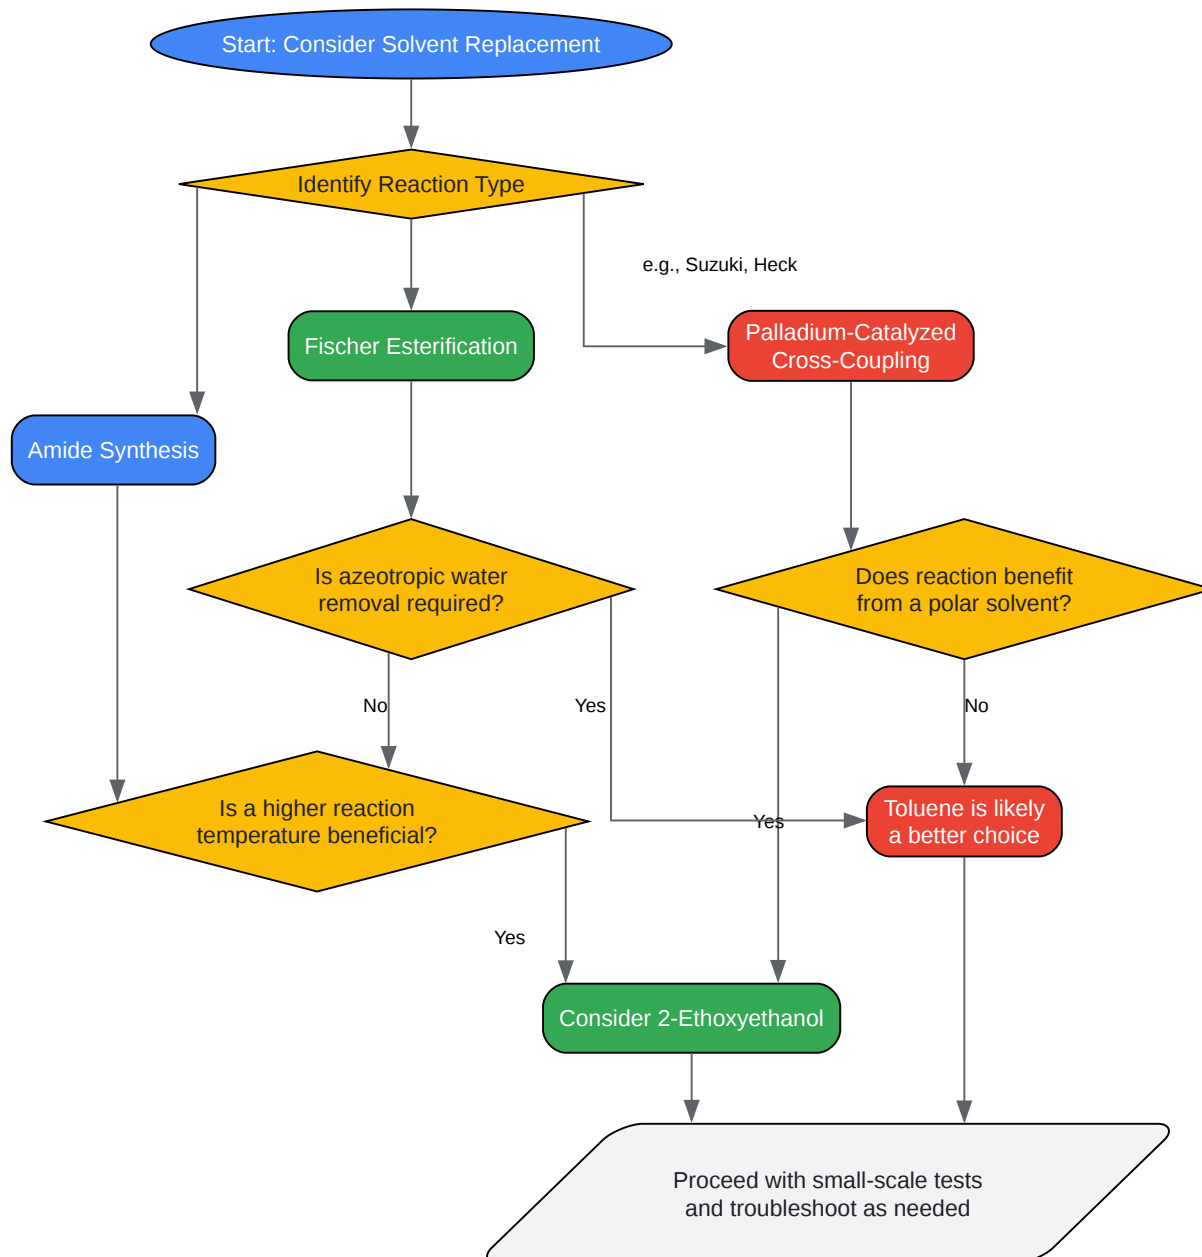 Start: Consider Solvent Replacement
Identify Reaction Type
e.g., Suzuki, Heck
Fischer Esterification
Palladium-Catalyzed
Cross-Coupling
Amide Synthesis
Is azeotropic water
removal required?
Does reaction benefit
from a polar solvent?
No
Yes
No
Is a higher reaction
temperature beneficial?
Yes
Toluene is likely
a better choice
Yes
Consider 2-Ethoxyethanol
Proceed with small-scale tests
and troubleshoot as needed